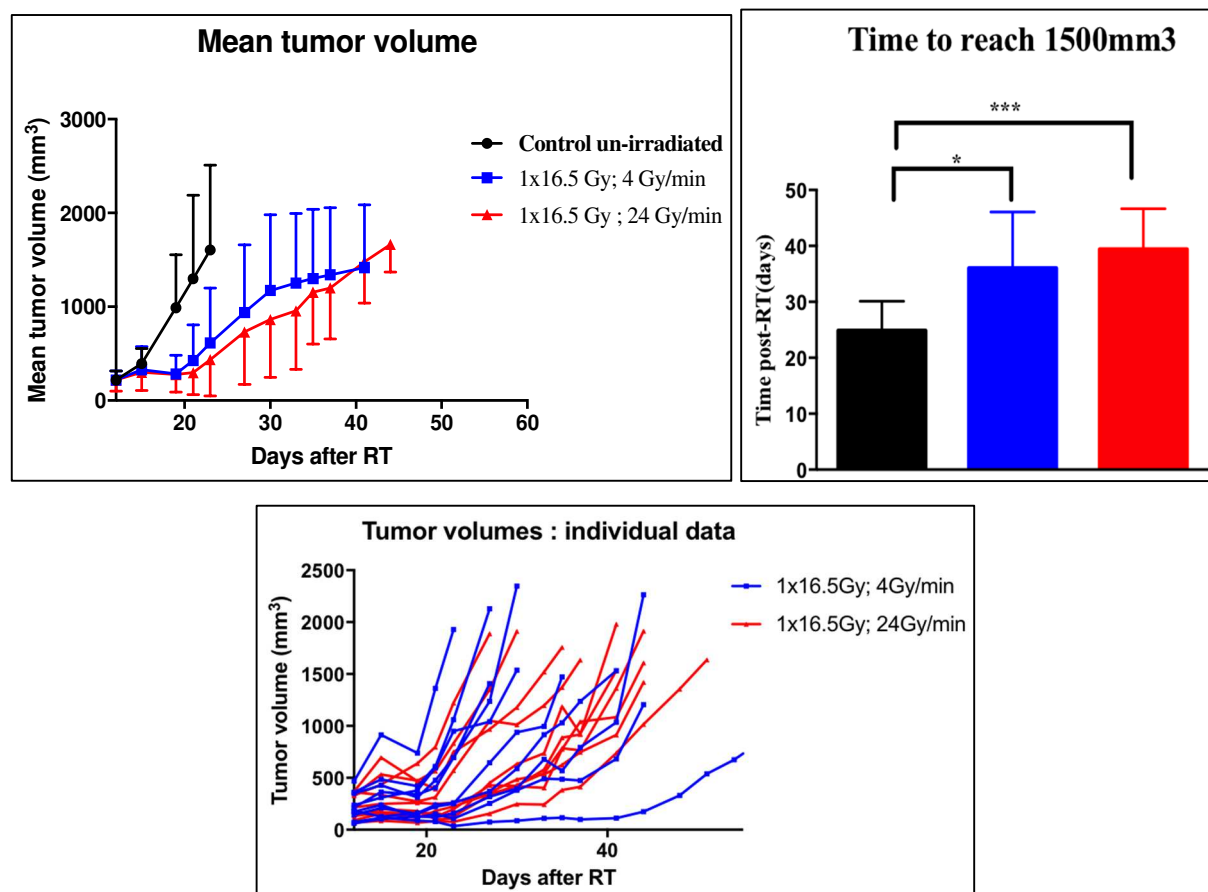 Mean tumor volume
Mean tumor volume (mm3)
3000
2000
1000
0
20
30
40
50
60
Days after RT
Control un-irradiated
1x16.5 Gy; 4 Gy/min
1x16.5 Gy ; 24 Gy/min
Time to reach 1500mm3
***
*
Time post-RT(days)
50
40
30
20
10
0
Tumor volumes : individual data
Tumor volume (mm3)
2500
2000
1500
1000
500
0
20
40
Days after RT
1x16.5Gy; 4Gy/min
1x16.5Gy; 24Gy/min